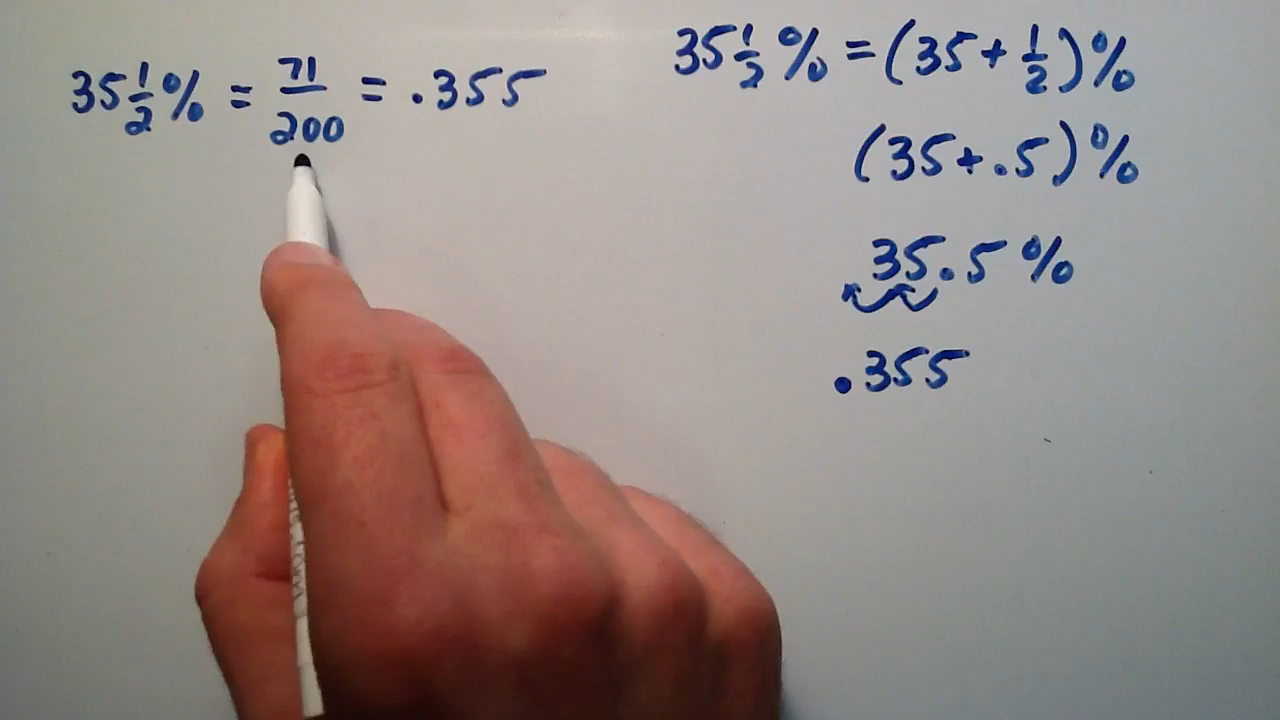 35 1/2 % = 71/200 = .355
35 1/2 % = (35 + 1/2)%
(35+.5)%
35.5%
.355